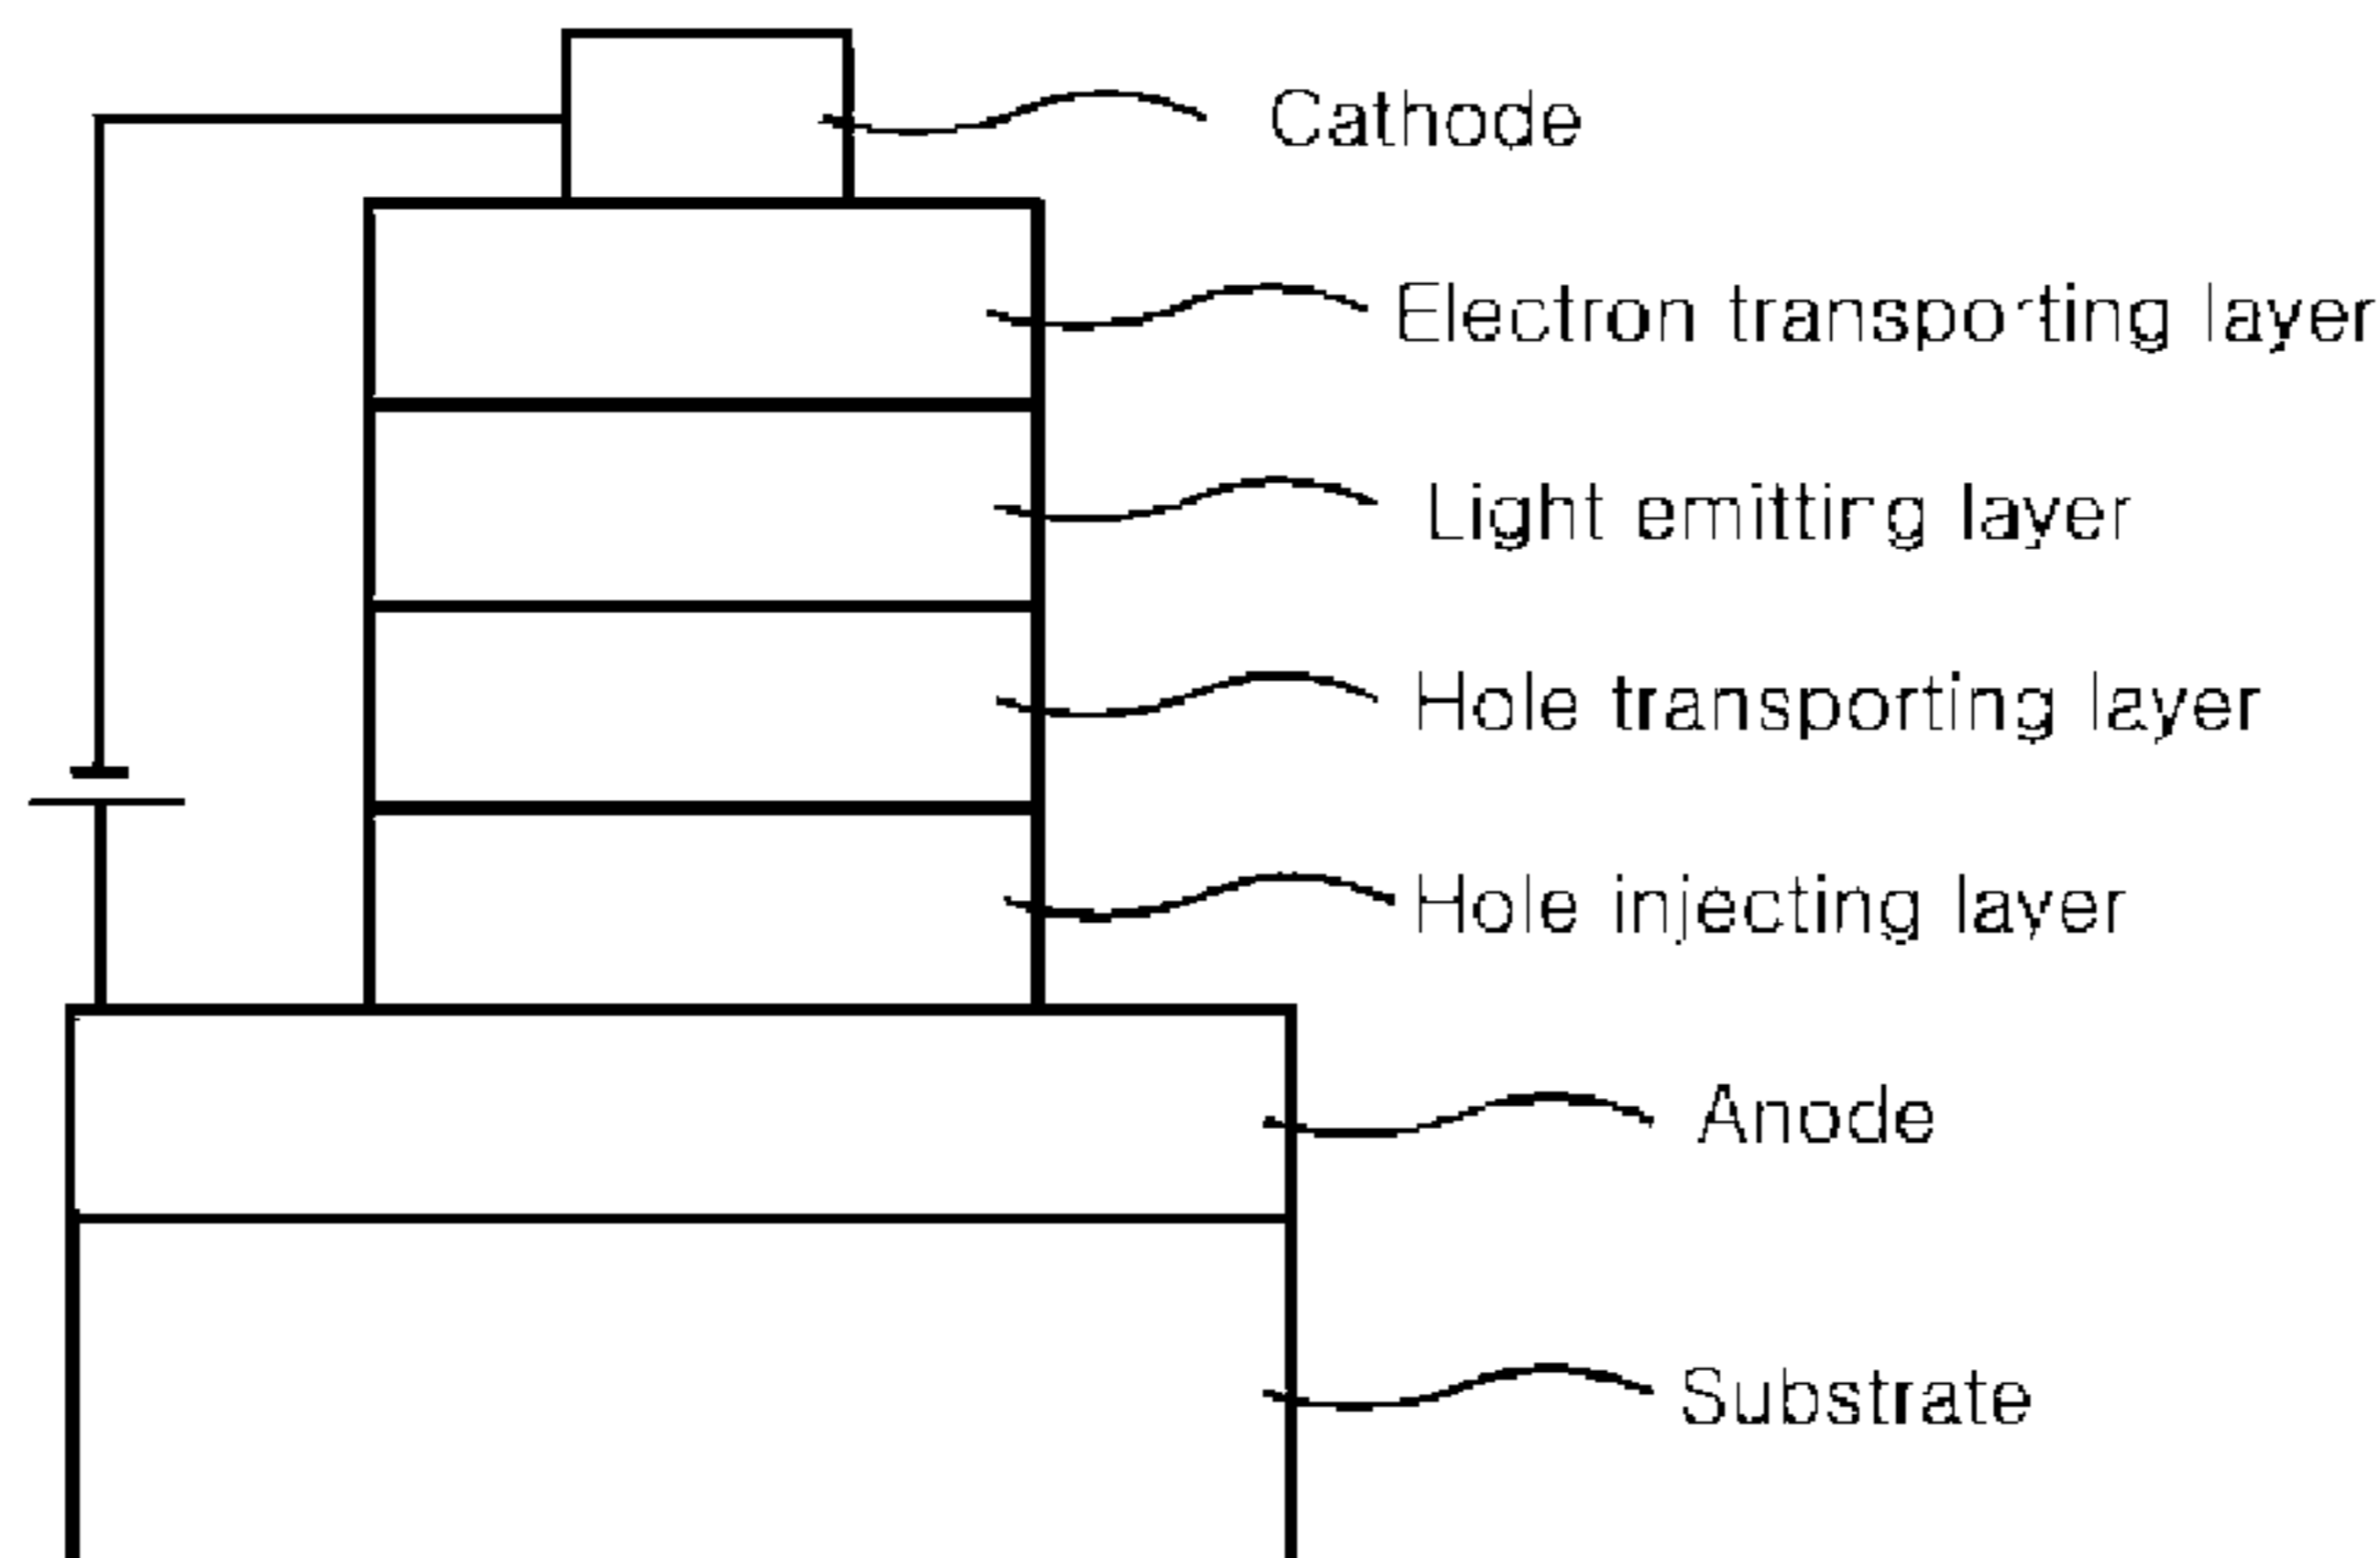 Cathode
Electron transporting layer
Light emitting layer
Hole transporting layer
Hole injecting layer
Anode
Substrate